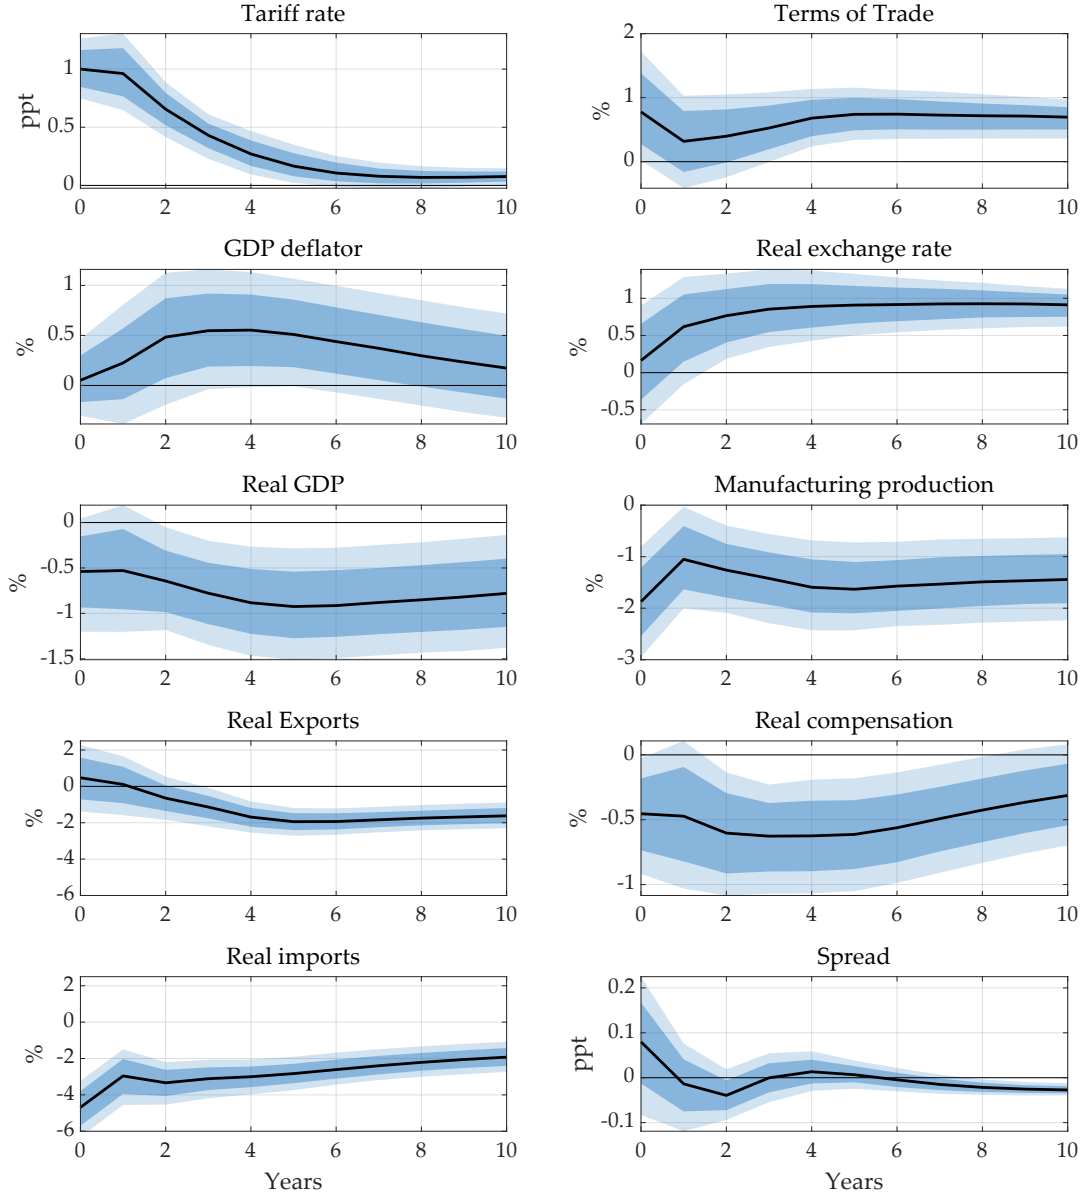 Tariff rate
ppt
1
0.5
0
0 2 4 6 8 10
Terms of Trade
%
2
1
0
0 2 4 6 8 10
GDP deflator
%
1
0.5
0
0 2 4 6 8 10
Real exchange rate
%
1
0.5
0
-0.5
0 2 4 6 8 10
Real GDP
%
0
-0.5
-1
-1.5
0 2 4 6 8 10
Manufacturing production
%
0
-1
-2
-3
0 2 4 6 8 10
Real Exports
%
2
0
-2
-4
-6
0 2 4 6 8 10
Real compensation
%
0
-0.5
-1
0 2 4 6 8 10
Real imports
%
2
0
-2
-4
-6
0 2 4 6 8 10
Years
Spread
ppt
0.2
0.1
0
-0.1
0 2 4 6 8 10
Years